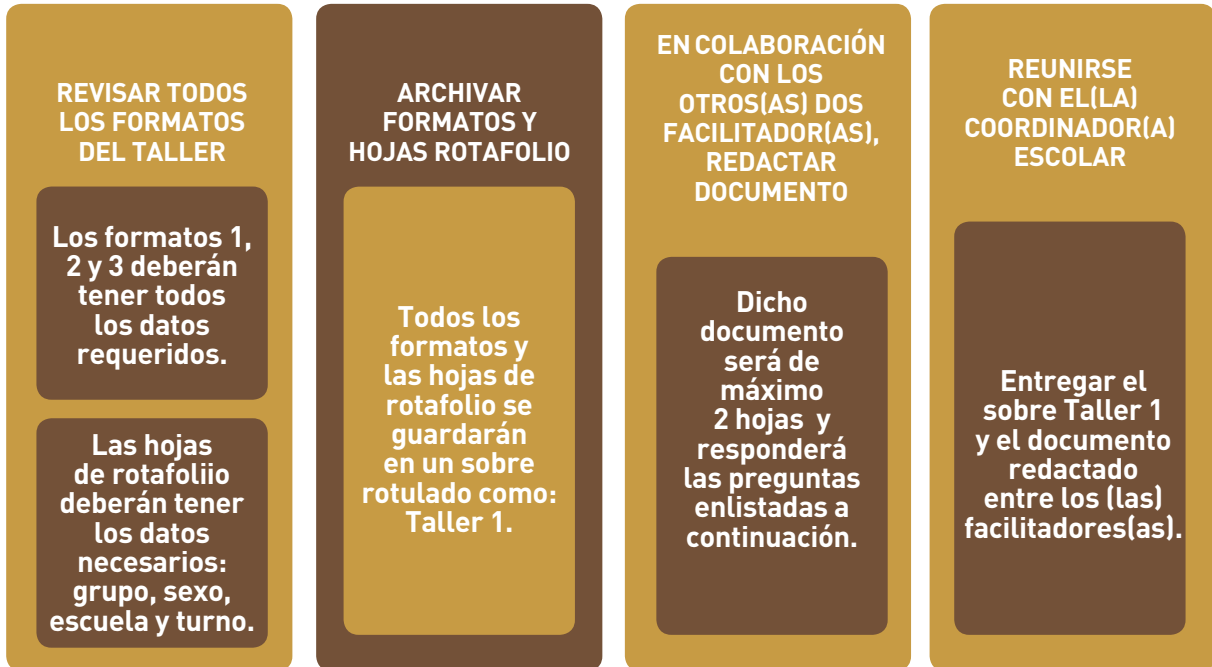 REVISAR TODOS
LOS FORMATOS
DEL TALLER
Los formatos 1,
2 y 3 deberán
tener todos
los datos
requeridos.
Las hojas
de rotafoliio
deberán tener
los datos
necesarios:
grupo, sexo,
escuela y turno.
ARCHIVAR
FORMATOS Y
HOJAS ROTAFOLIO
Todos los
formatos y
las hojas de
rotafolio se
guardarán
en un sobre
rotulado como:
Taller 1.
EN COLABORACIÓN
CON LOS
OTROS(AS) DOS
FACILITADOR(AS),
REDACTAR
DOCUMENTO
Dicho
documento
será de
máximo
2 hojas y
responderá
las preguntas
enlistadas a
continuación.
REUNIRSE
CON EL(LA)
COORDINADOR(A)
ESCOLAR
Entregar el
sobre Taller 1
y el documento
redactado
entre los (las)
facilitadores(as).